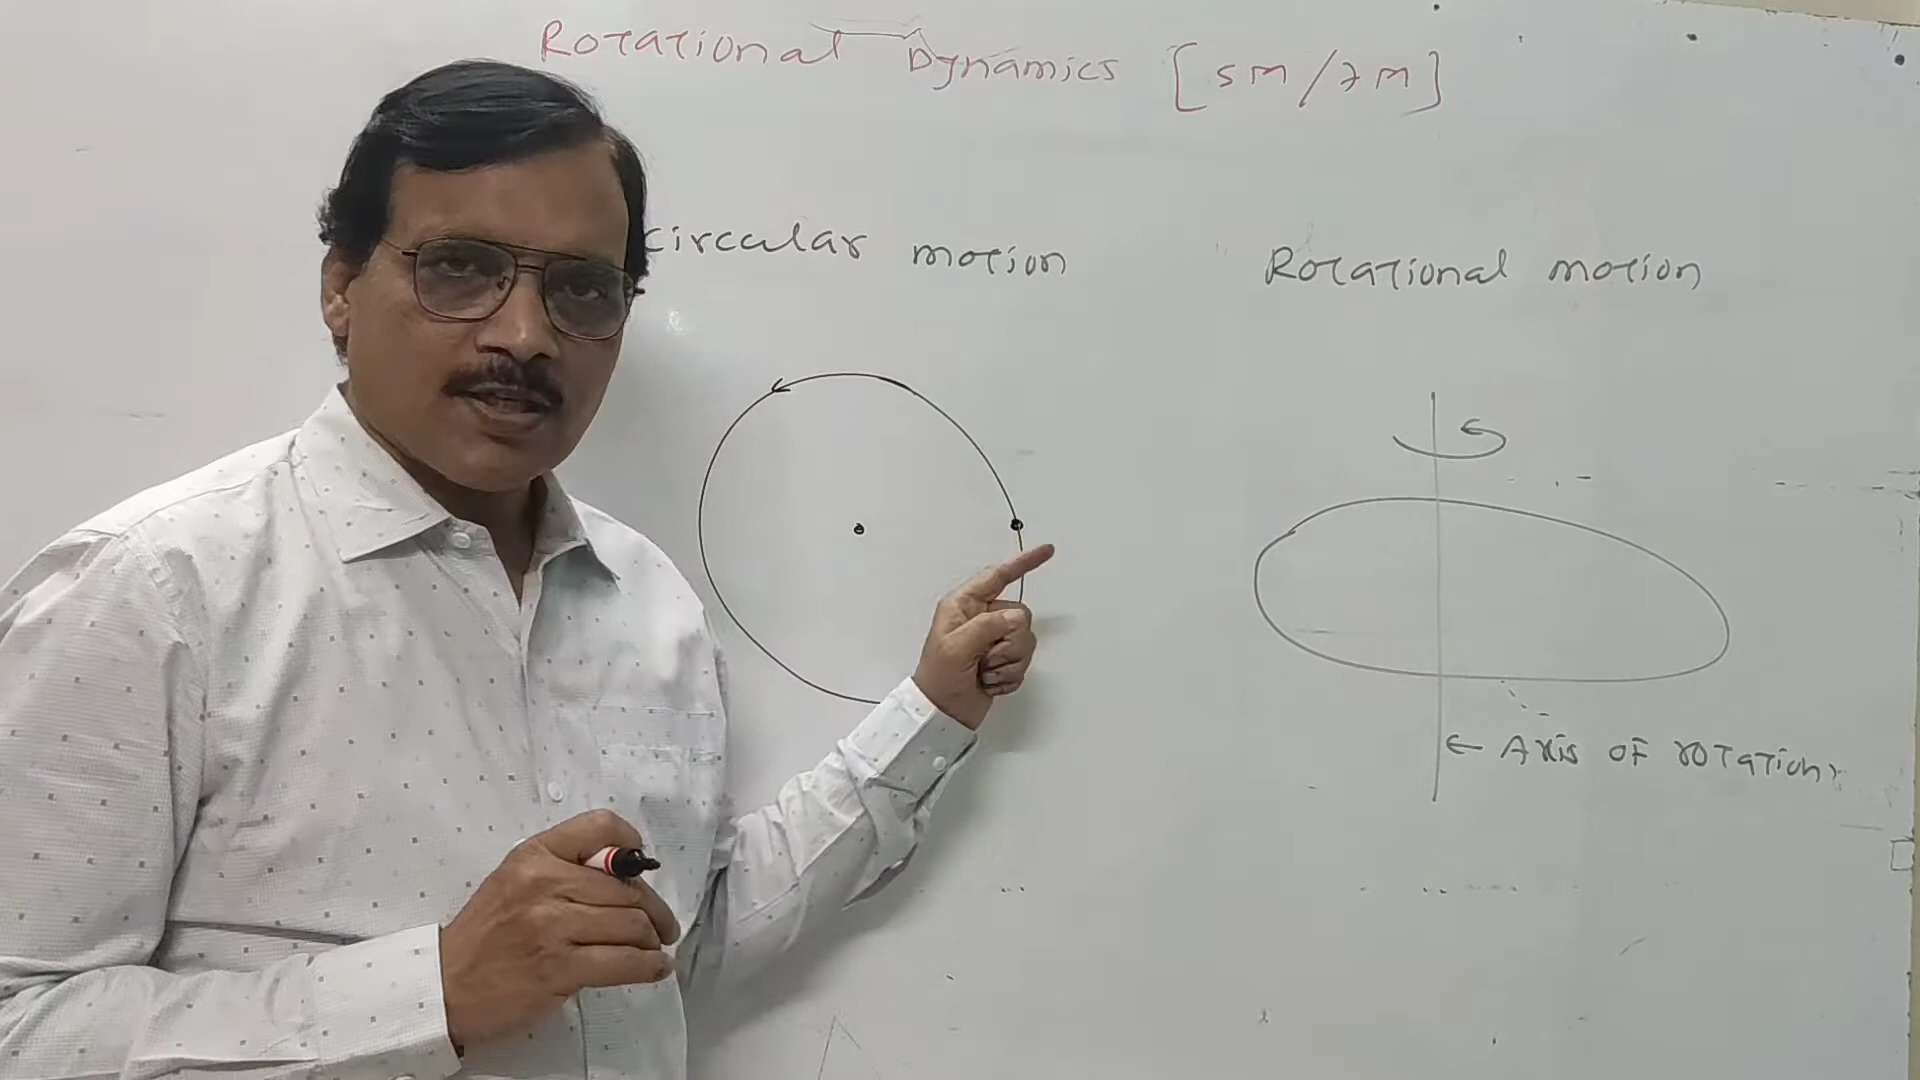 Rotational Dynamics [5M/7M]
circular motion
Rotational motion
← Axis of rotation